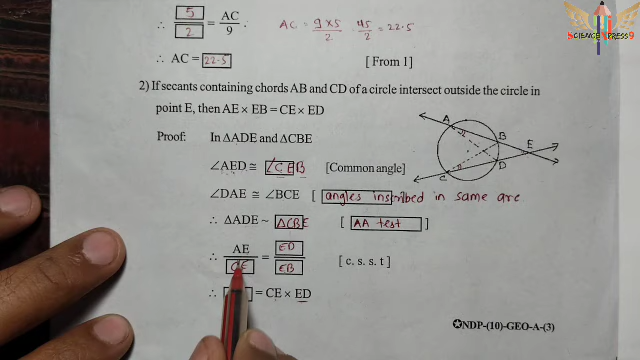 SCIENCE XPRESS9
∴ 5/2 = AC/9 ∴ AC = 9×5/2 45/2 = 22.5
∴ AC = 22.5 [From 1]
2) If secants containing chords AB and CD of a circle intersect outside the circle in
point E, then AE × EB = CE × ED
Proof: In ΔADE and ΔCBE
∠AED ≅ ∠CEB [Common angle]
∠DAE ≅ ∠BCE [angles inscribed in same arc
∴ ΔADE ~ ΔCBE [AA test]
∴ AE/CE = ED/EB [c. s. s. t]
∴ = CE × ED
A
B
E
D
C
✪NDP-(10)-GEO-A-(3)